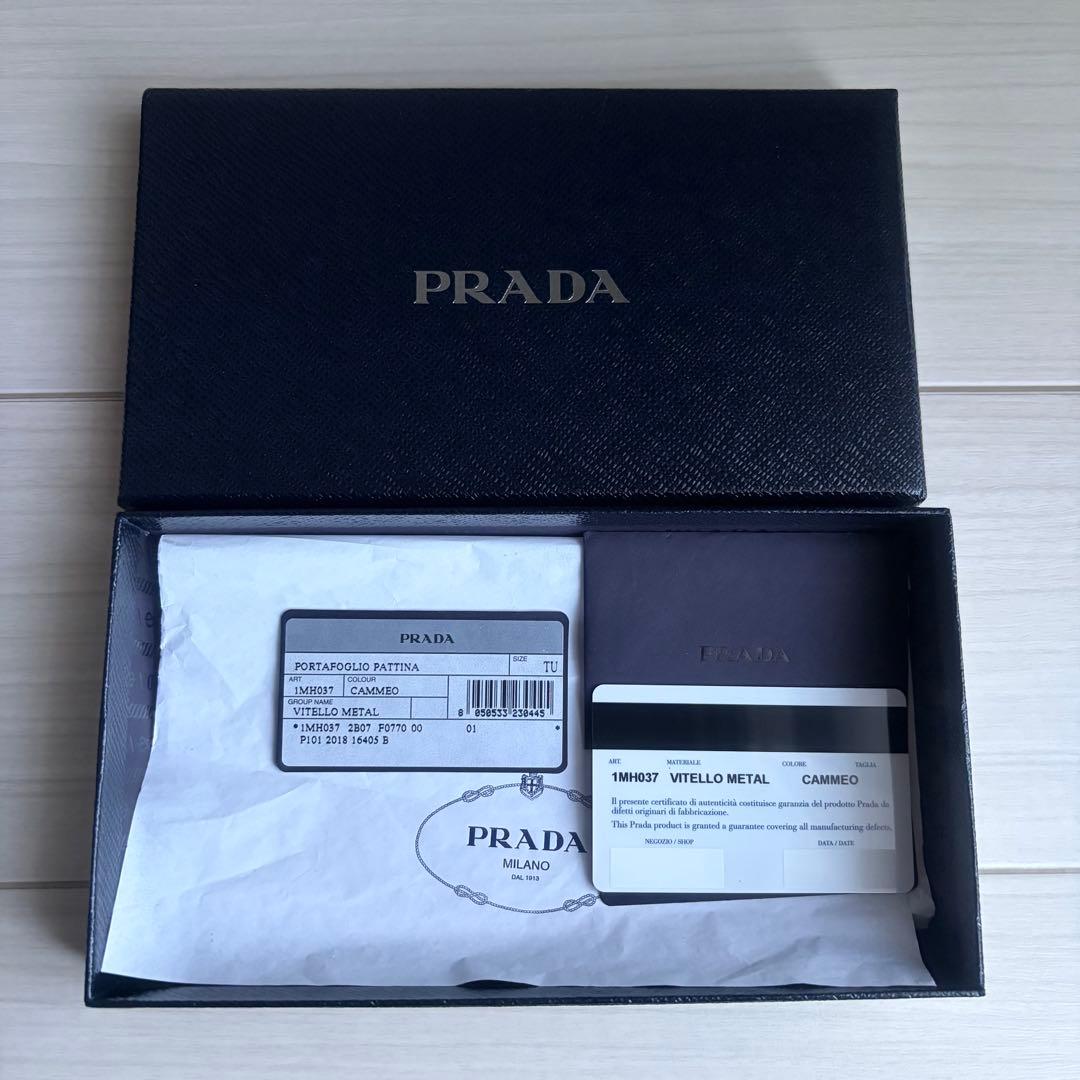 PRADA
PRADA
PORTAFOGLIO PATTINA
SIZE
TU
ART
1MH037
COLOUR
CAMMEO
GROUP NAME
VITELLO METAL
8 050533 230445
1MH037 2B07 F0770 00 01
P101 2018 16405 B
PRADA
MILANO
DAL 1913
PRADA
ART. MATERIALE COLORE TAGLIA
1MH037 VITELLO METAL CAMMEO
Il presente certificato di autenticità costituisce garanzia del prodotto Prada da
difetti originari di fabbricazione.
This Prada product is granted a guarantee covering all manufacturing defects.
NEGOZIO / SHOP DATA / DATE